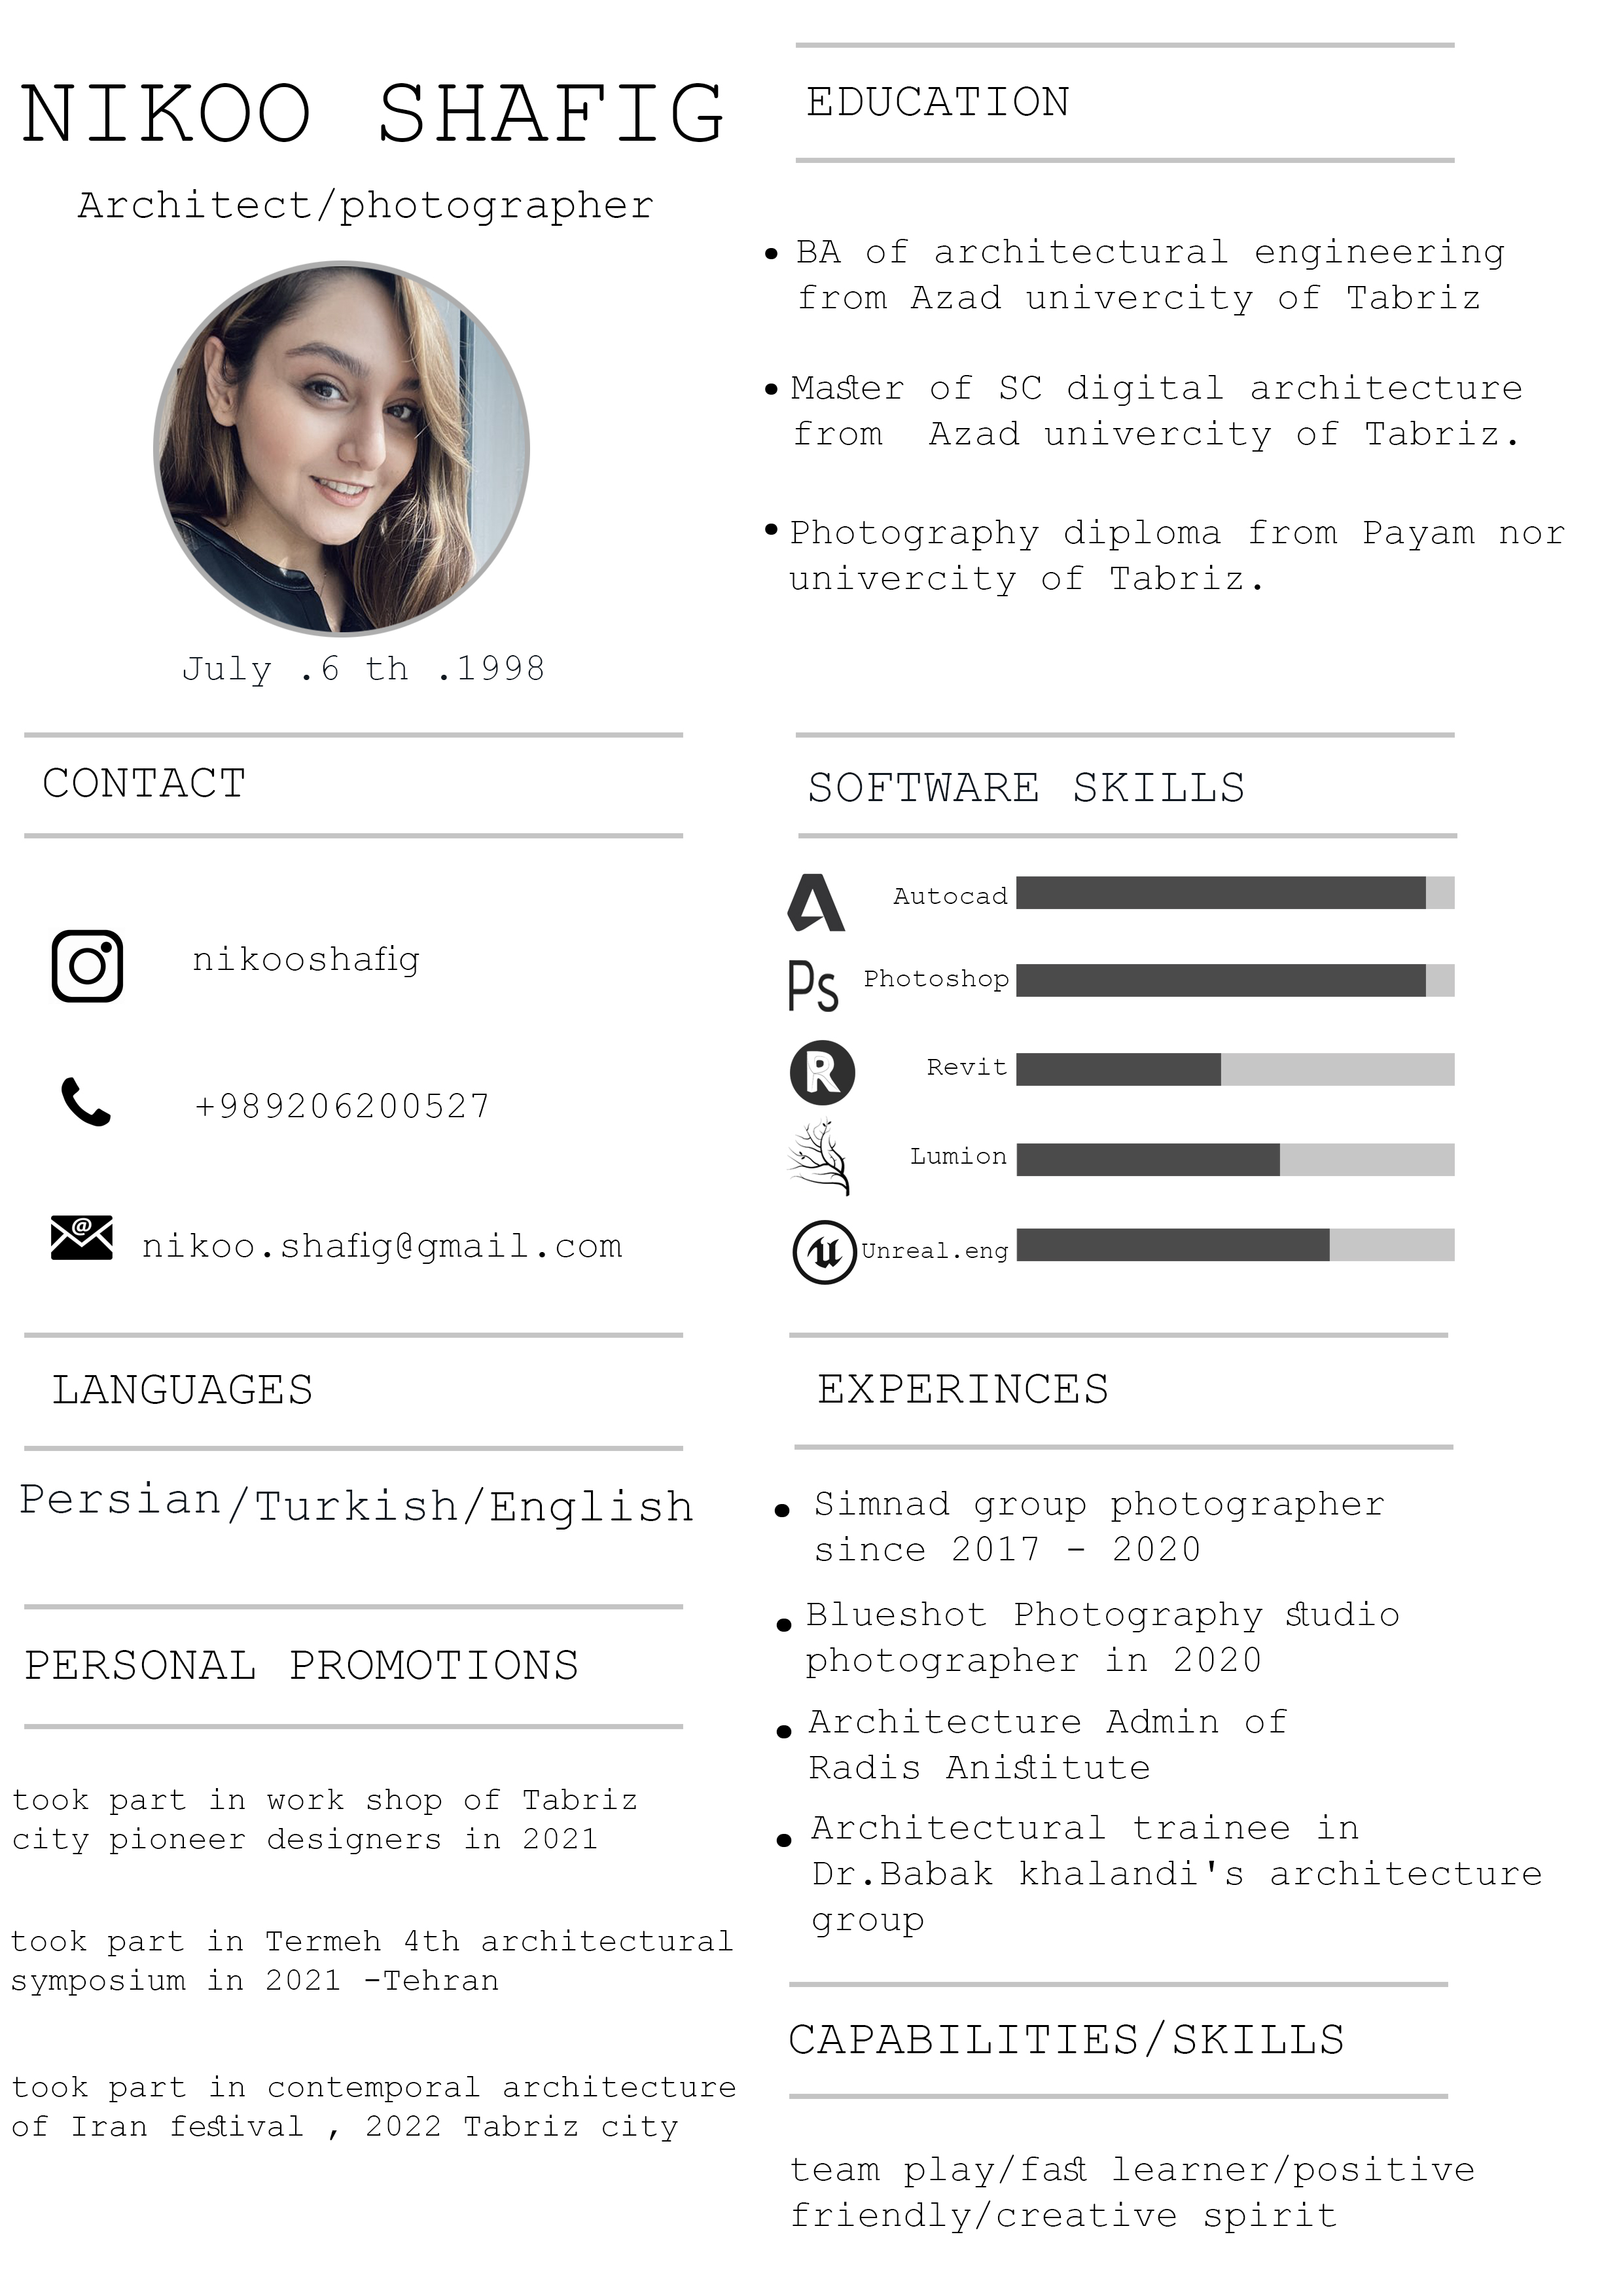 NIKOO SHAFIG
Architect/photographer
July .6 th .1998
CONTACT
nikooshafig
+989206200527
@
nikoo.shafig@gmail.com
LANGUAGES
Persian/Turkish/English
PERSONAL PROMOTIONS
took part in work shop of Tabriz
city pioneer designers in 2021
took part in Termeh 4th architectural
symposium in 2021 -Tehran
took part in contemporal architecture
of Iran festival , 2022 Tabriz city
EDUCATION
• BA of architectural engineering
from Azad univercity of Tabriz
• Master of SC digital architecture
from  Azad univercity of Tabriz.
• Photography diploma from Payam nor
univercity of Tabriz.
SOFTWARE SKILLS
Autocad
Ps Photoshop
R Revit
Lumion
U Unreal.eng
EXPERINCES
• Simnad group photographer
since 2017 - 2020
• Blueshot Photography studio
photographer in 2020
• Architecture Admin of
Radis Anistitute
• Architectural trainee in
Dr.Babak khalandi's architecture
group
CAPABILITIES/SKILLS
team play/fast learner/positive
friendly/creative spirit